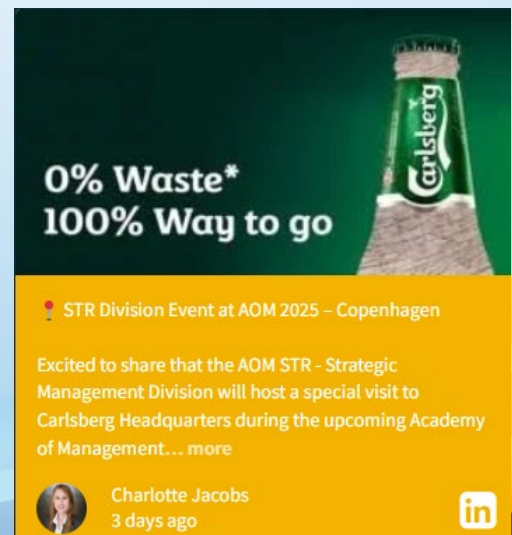 Carlsberg
0% Waste*
100% Way to go
📍 STR Division Event at AOM 2025 – Copenhagen
Excited to share that the AOM STR - Strategic
Management Division will host a special visit to
Carlsberg Headquarters during the upcoming Academy
of Management… more
Charlotte Jacobs
3 days ago
in